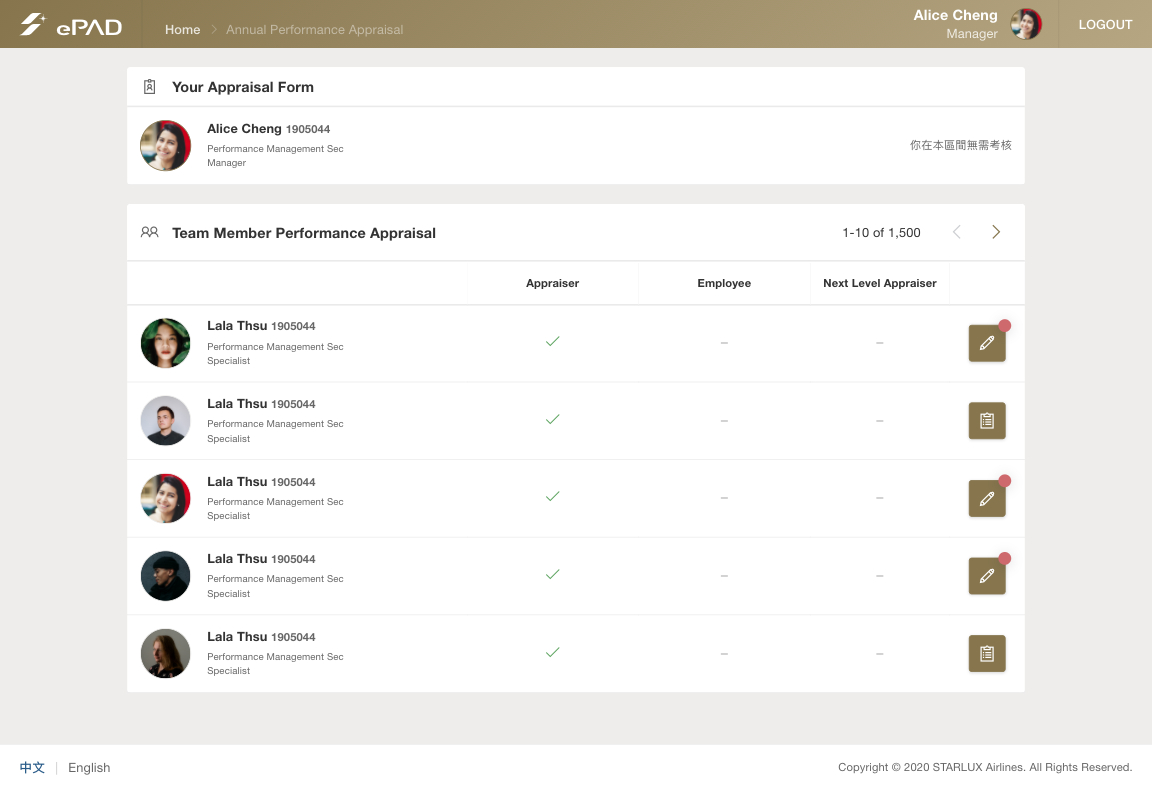 ePAD
Home
Annual Performance Appraisal
Alice Cheng
Manager
LOGOUT
Your Appraisal Form
Alice Cheng 1905044
Performance Management Sec
Manager
你在本區間無需考核
Team Member Performance Appraisal
1-10 of 1,500
Appraiser
Employee
Next Level Appraiser
Lala Thsu 1905044
Performance Management Sec
Specialist
–
–
Lala Thsu 1905044
Performance Management Sec
Specialist
–
–
Lala Thsu 1905044
Performance Management Sec
Specialist
–
–
Lala Thsu 1905044
Performance Management Sec
Specialist
–
–
Lala Thsu 1905044
Performance Management Sec
Specialist
–
–
中文 | English
Copyright © 2020 STARLUX Airlines. All Rights Reserved.